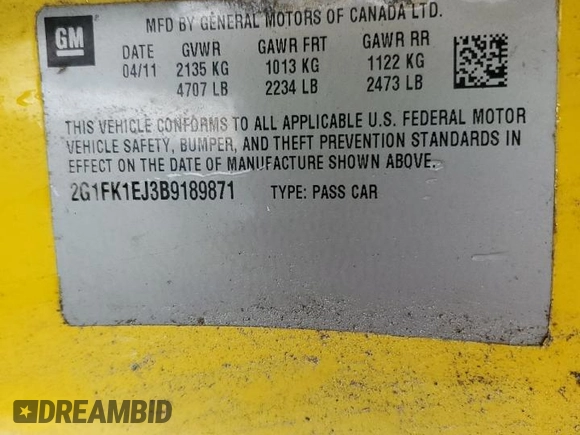 MFD BY GENERAL MOTORS OF CANADA LTD.
GM
DATE GVWR GAWR FRT GAWR RR
04/11 2135 KG 1013 KG 1122 KG
4707 LB 2234 LB 2473 LB
THIS VEHICLE CONFORMS TO ALL APPLICABLE U.S. FEDERAL MOTOR
VEHICLE SAFETY, BUMPER, AND THEFT PREVENTION STANDARDS IN
EFFECT ON THE DATE OF MANUFACTURE SHOWN ABOVE.
2G1FK1EJ3B9189871 TYPE: PASS CAR
DREAMBID